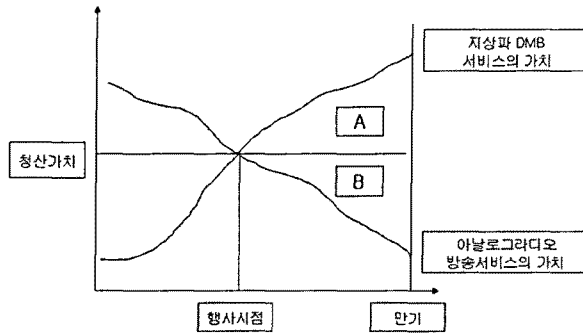 지상파 DMB
서비스의 가치
A
청산가치
B
아날로그라디오
방송서비스의 가치
행사시점
만기